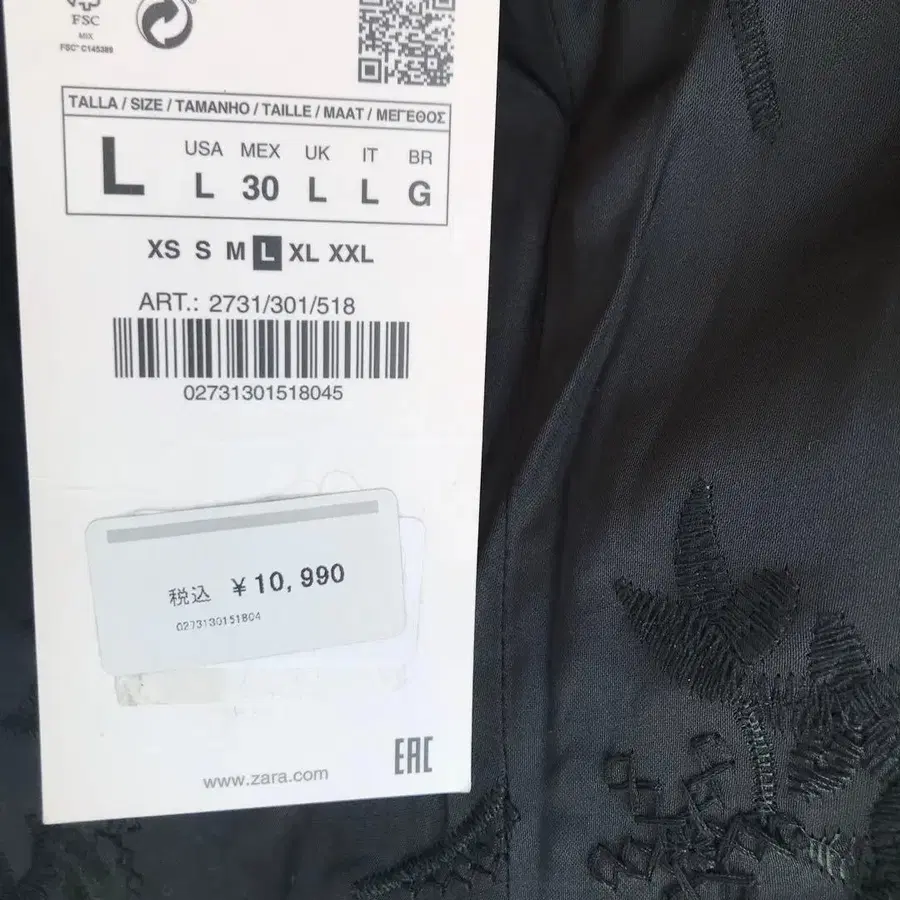 FSC
MIX
FSC® C145389
TALLA / SIZE / TAMANHO / TAILLE / MAAT / ΜΕΓΕΘΟΣ
L
USA MEX UK IT BR
L 30 L L G
XS S M L XL XXL
ART.: 2731/301/518
02731301518045
税込 ¥10,990
0273130151804
www.zara.com
EAC